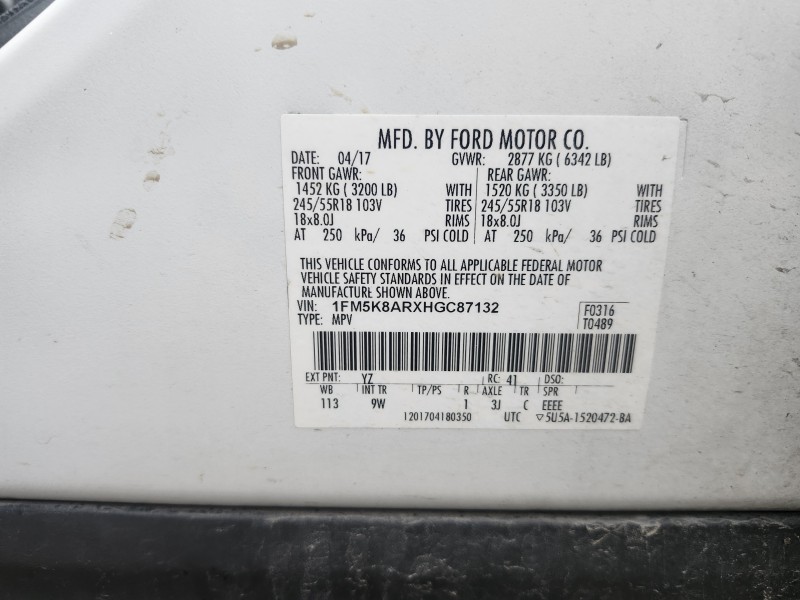 MFD. BY FORD MOTOR CO.
DATE: 04/17 GVWR: 2877 KG ( 6342 LB)
FRONT GAWR: REAR GAWR:
1452 KG ( 3200 LB) WITH 1520 KG ( 3350 LB) WITH
245/55R18 103V TIRES 245/55R18 103V TIRES
18x8.0J RIMS 18x8.0J RIMS
AT 250 kPa/ 36 PSI COLD AT 250 kPa/ 36 PSI COLD
THIS VEHICLE CONFORMS TO ALL APPLICABLE FEDERAL MOTOR
VEHICLE SAFETY STANDARDS IN EFFECT ON THE DATE OF
MANUFACTURE SHOWN ABOVE.
VIN: 1FM5K8ARXHGC87132 F0316
TYPE: MPV T0489
EXT PNT: YZ RC: 41 DSO:
WB INT TR TP/PS R AXLE TR SPR
113 9W 1 3J C EEEE
1201704180350 UTC ▽5U5A-1520472-BA